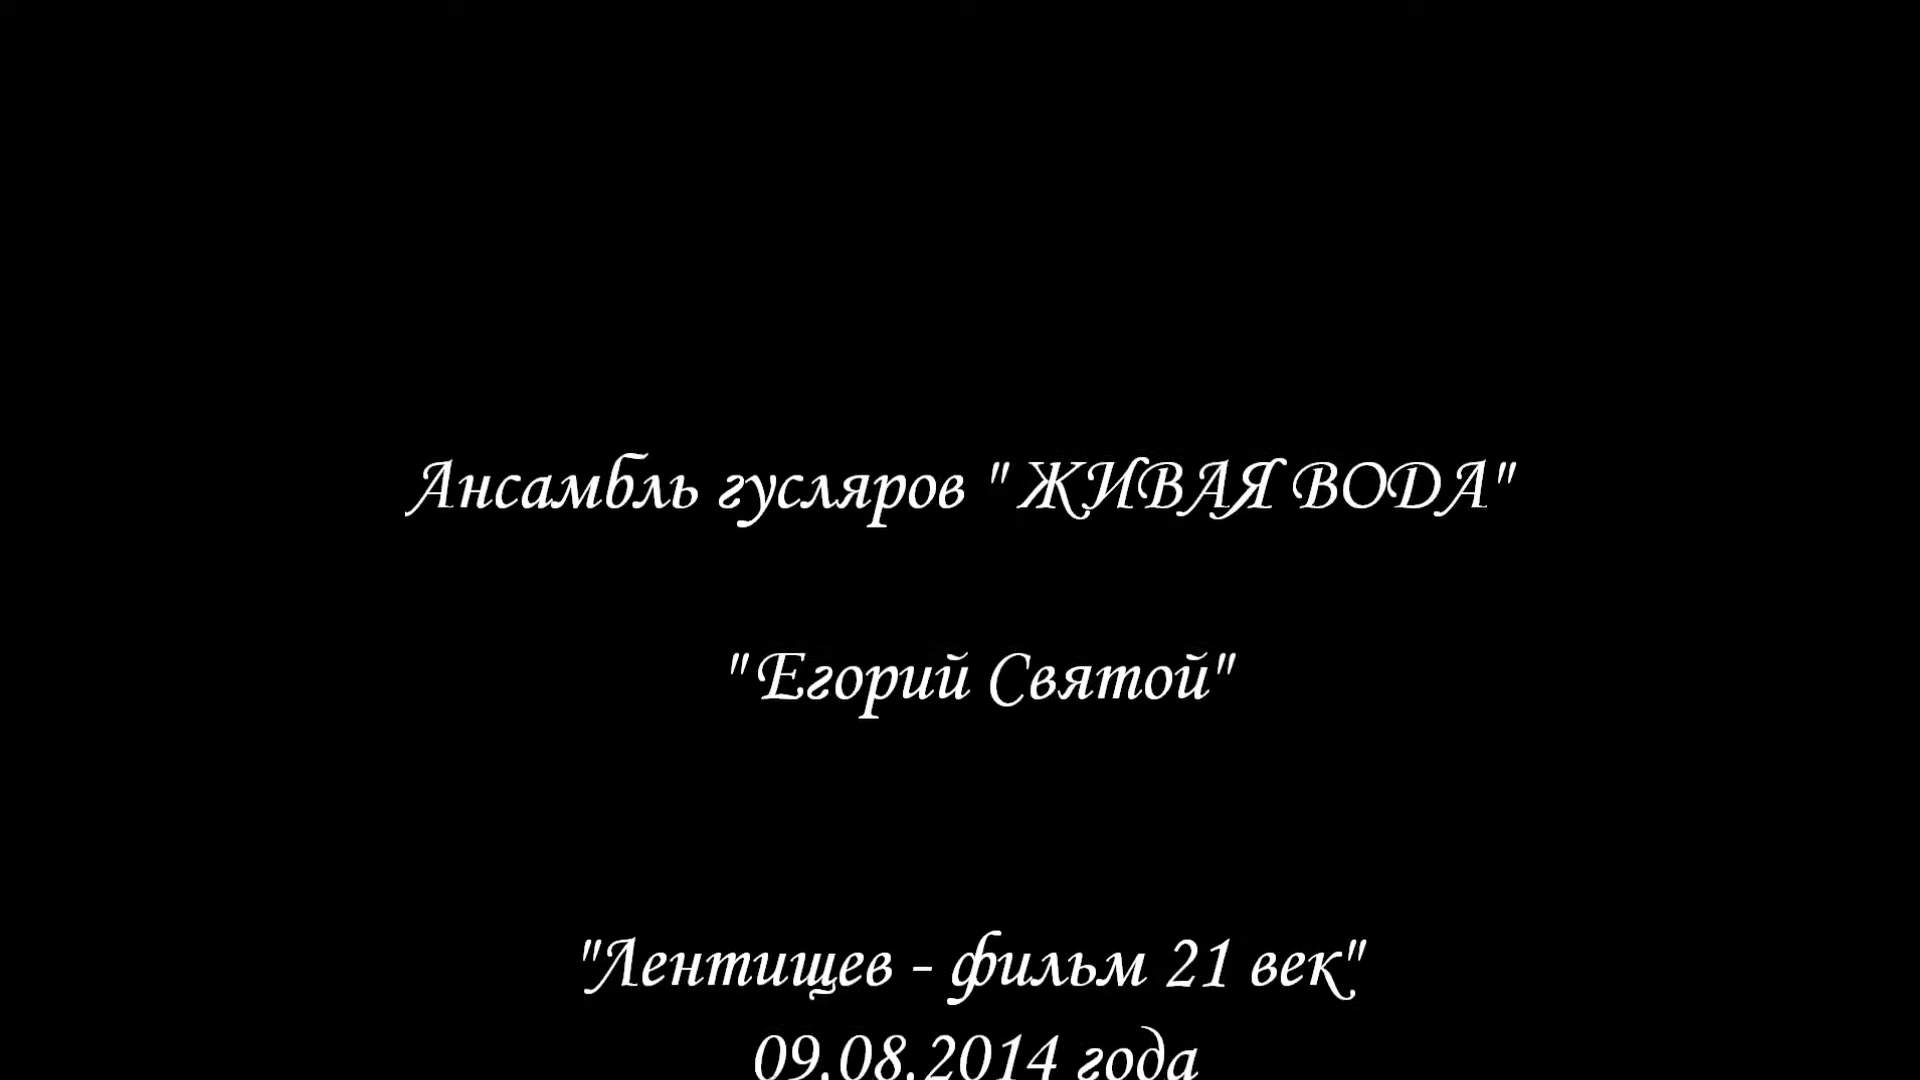 Ансамбль гусляров "ЖИВАЯ ВОДА"
"Егорий Святой"
"Лентищев - фильм 21 век"
09.08.2014 года